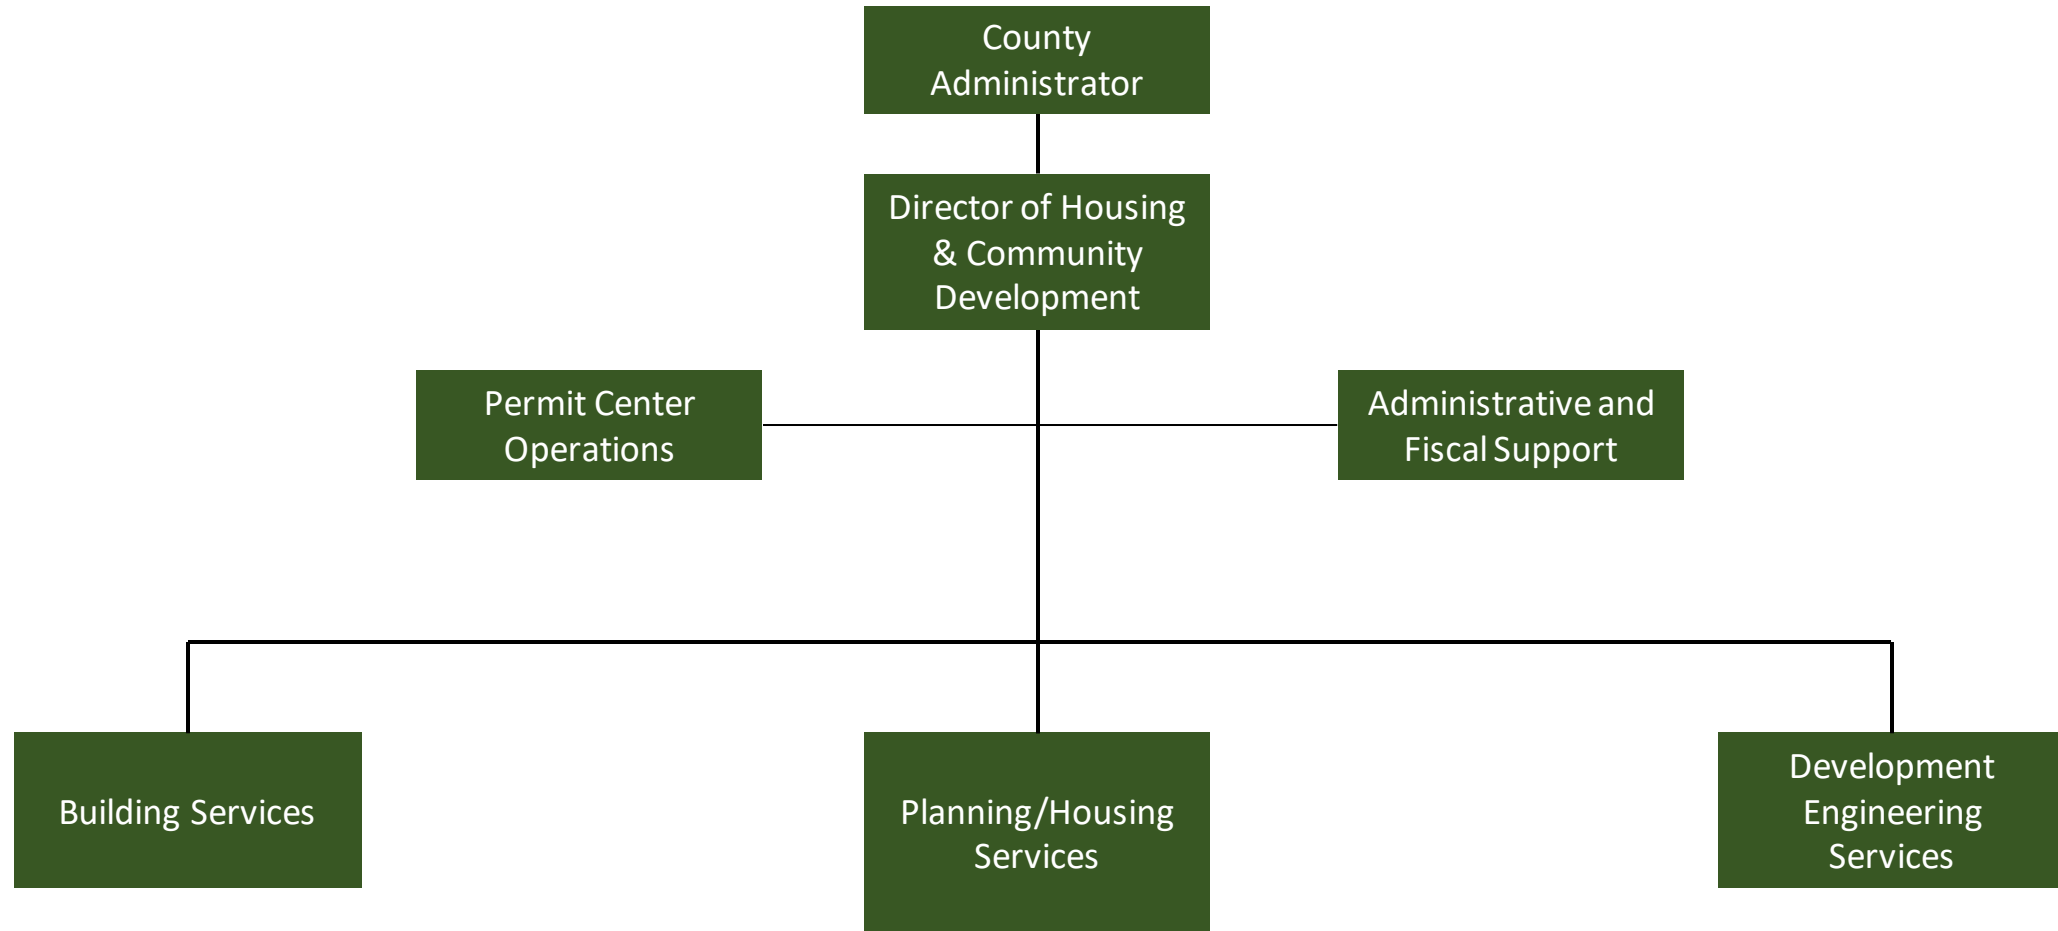 County
Administrator
Director of Housing
& Community
Development
Permit Center
Operations
Administrative and
Fiscal Support
Building Services
Planning/Housing
Services
Development
Engineering
Services